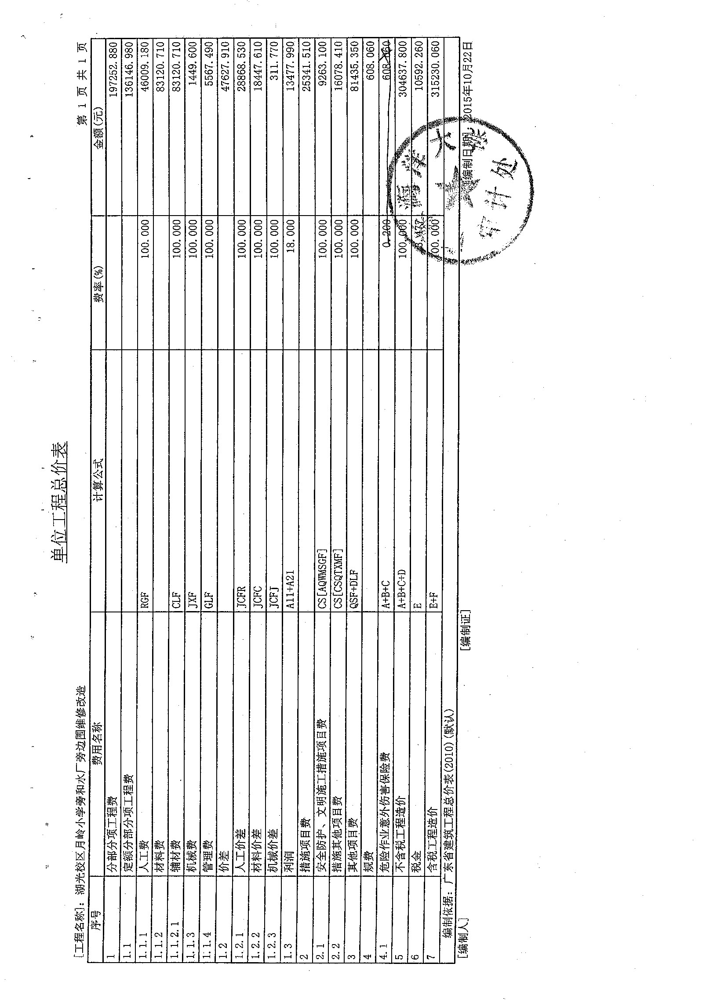 单位工程总价表
[工程名称]：湖光校区月岭小学旁和水厂旁边围维修改造 第 1 页 共 1 页
序号 费用名称 计算公式 费率(%) 金额(元)
1 分部分项工程费 197252.880
1.1 定额分部分项工程费 136146.980
1.1.1 人工费 RGF 100.000 46009.180
1.1.2 材料费 83120.710
1.1.2.1 辅材费 CLF 100.000 83120.710
1.1.3 机械费 JXF 100.000 1449.600
1.1.4 管理费 GLF 100.000 5567.490
1.2 价差 47627.910
1.2.1 人工价差 JCFR 100.000 28868.530
1.2.2 材料价差 JCFC 100.000 18447.610
1.2.3 机械价差 JCFJ 100.000 311.770
1.3 利润 A11+A21 18.000 13477.990
2 措施项目费 25341.510
2.1 安全防护、文明施工措施项目费 CS[AQWMSGF] 100.000 9263.100
2.2 措施其他项目费 CS[CSQTXMF] 100.000 16078.410
3 其他项目费 QSF+DLF 100.000 81435.350
4 规费 608.060
4.1 危险作业意外伤害保险费 A+B+C 0.200 608.060
5 不含税工程造价 A+B+C+D 100.000 304637.800
6 税金 E 3.477 10592.260
7 含税工程造价 E+F 100.000 315230.060
编制依据：广东省建筑工程总价表(2010)(默认)
[编制人] [编制证] [编制日期]：2015年10月22日
海洋大
审计处